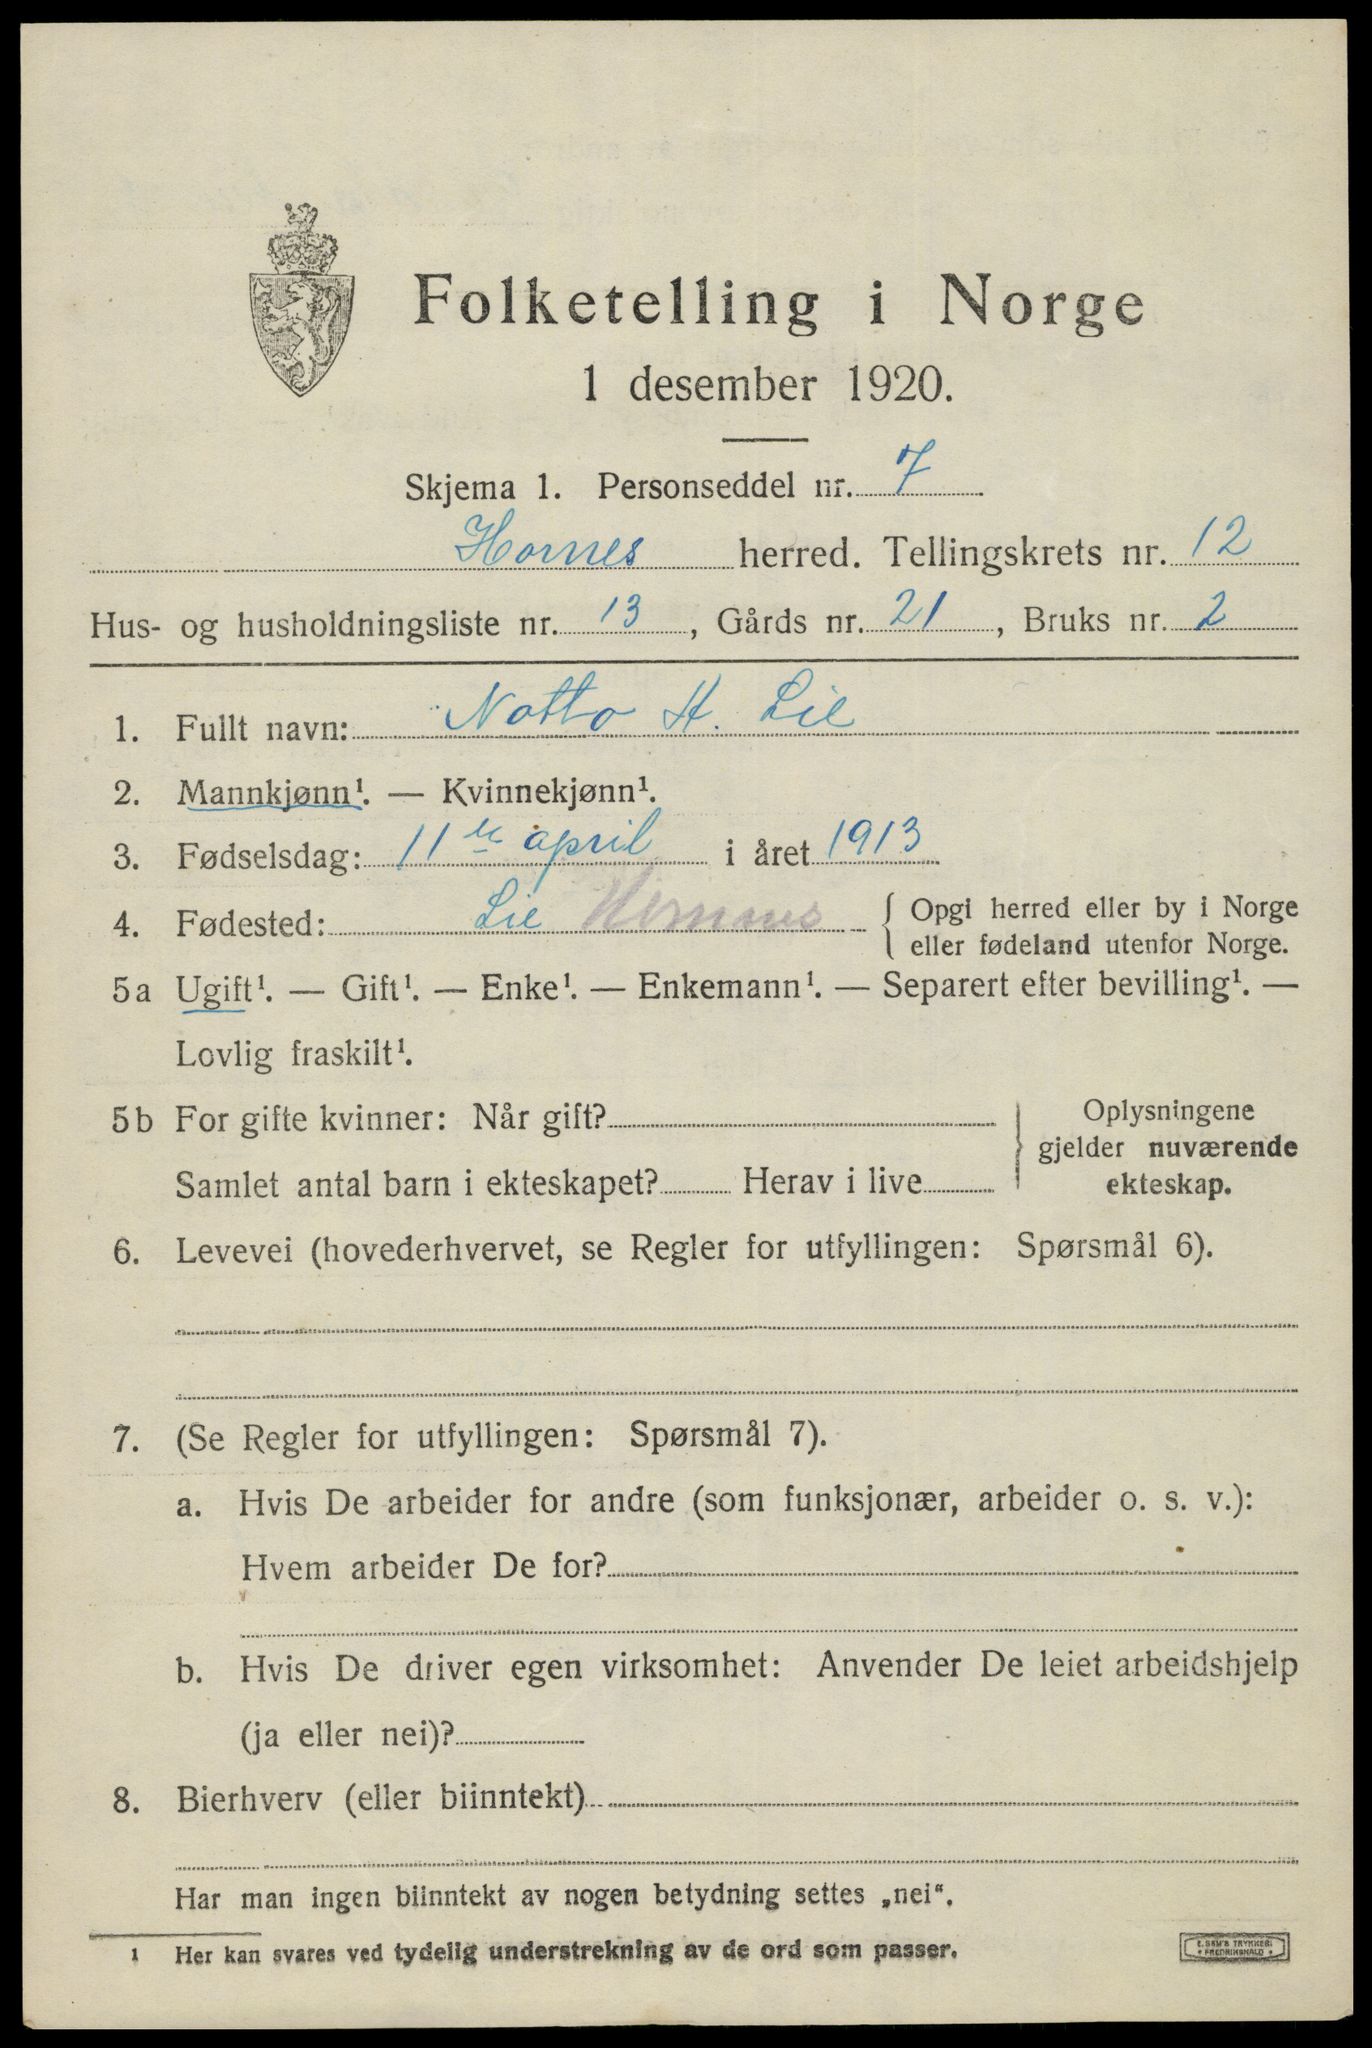 Folketelling i Norge
1 desember 1920.
Skjema 1. Personseddel nr. 7
Hornes herred. Tellingskrets nr. 12
Hus- og husholdningsliste nr. 13, Gårds nr. 21, Bruks nr. 2
1. Fullt navn: Notto H. Lie
2. Mannkjønn¹. — Kvinnekjønn¹.
3. Fødselsdag: 11te april i året 1913
4. Fødested: Lie { Opgi herred eller by i Norge
eller fødeland utenfor Norge.
5a Ugift¹. — Gift¹. — Enke¹. — Enkemann¹. — Separert efter bevilling¹. —
Lovlig fraskilt¹.
5b For gifte kvinner: Når gift?
Samlet antal barn i ekteskapet? Herav i live
Oplysningene
gjelder nuværende
ekteskap.
6. Levevei (hovederhvervet, se Regler for utfyllingen: Spørsmål 6).
7. (Se Regler for utfyllingen: Spørsmål 7).
a. Hvis De arbeider for andre (som funksjonær, arbeider o. s. v.):
Hvem arbeider De for?
b. Hvis De driver egen virksomhet: Anvender De leiet arbeidshjelp
(ja eller nei)?
8. Bierhverv (eller biinntekt)
Har man ingen biinntekt av nogen betydning settes „nei“.
¹ Her kan svares ved tydelig understrekning av de ord som passer.
E. SEM'S TRYKKERI
• FREDRIKSHALD •